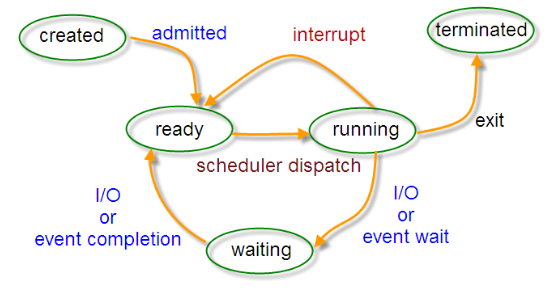 created
admitted
interrupt
terminated
ready
running
exit
scheduler dispatch
I/O
or
event completion
I/O
or
event wait
waiting